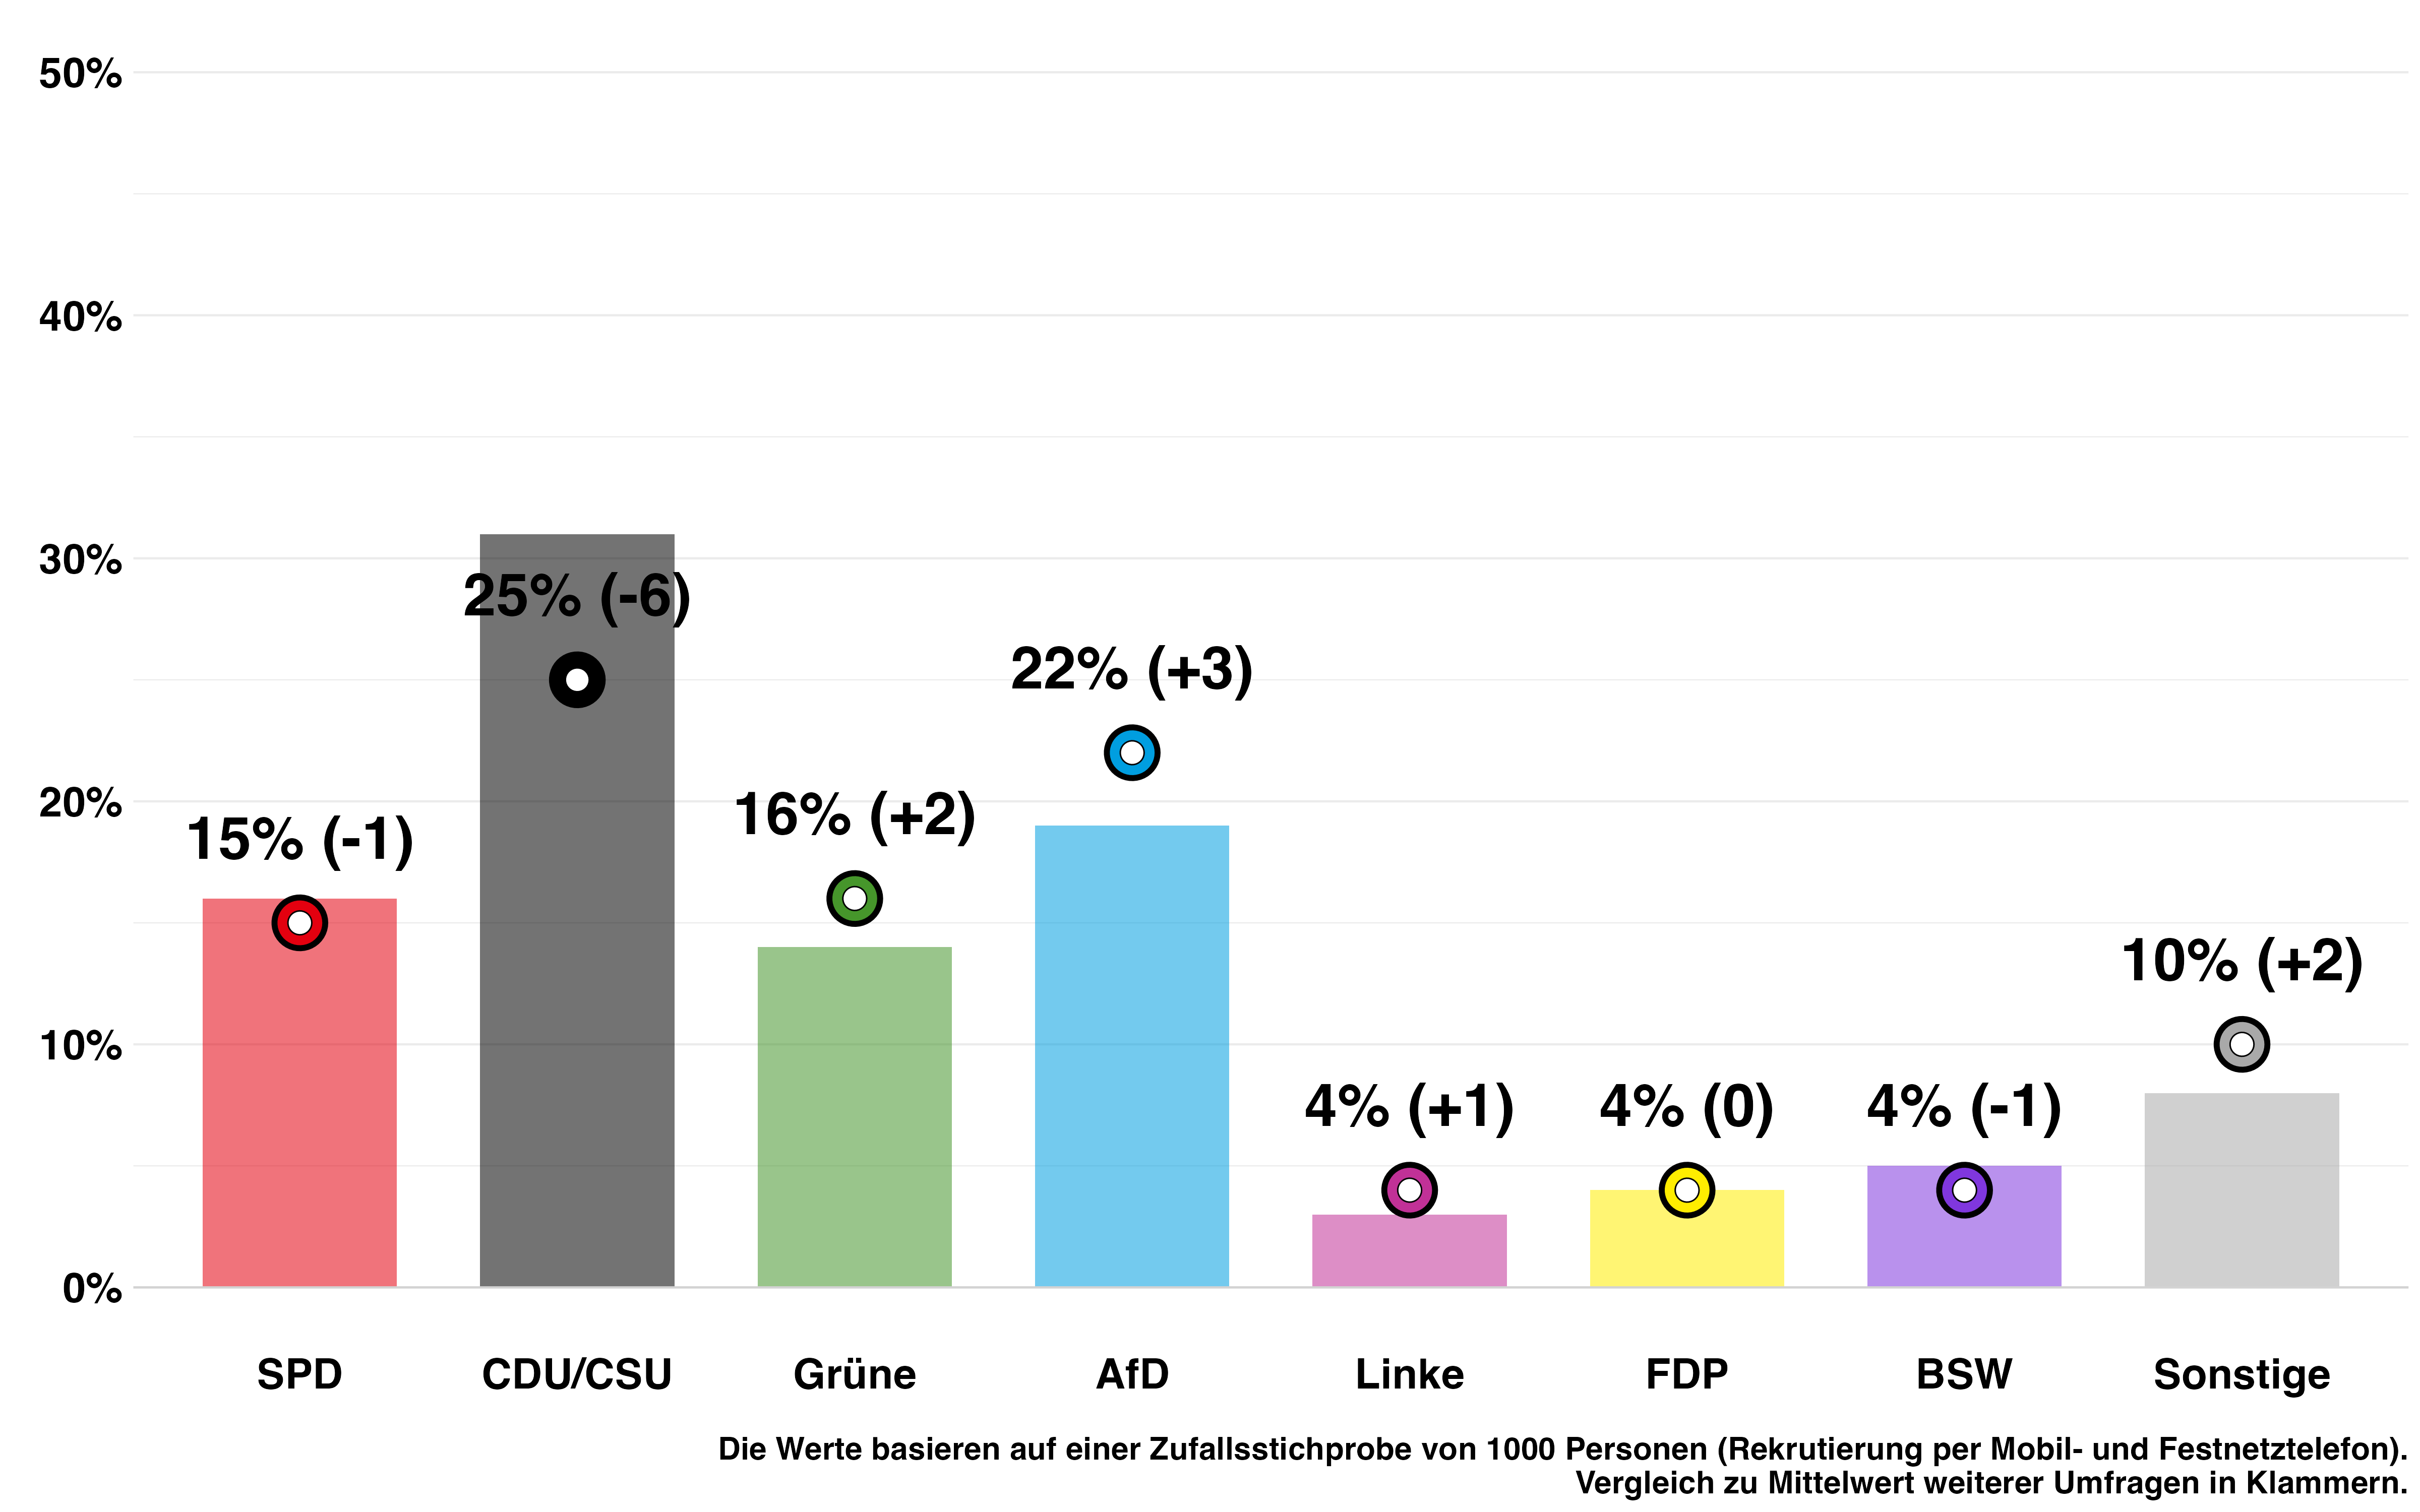 50%
40%
30%
20%
10%
0%
15% (-1)
25% (-6)
16% (+2)
22% (+3)
4% (+1)
4% (0)
4% (-1)
10% (+2)
SPD
CDU/CSU
Grüne
AfD
Linke
FDP
BSW
Sonstige
Die Werte basieren auf einer Zufallsstichprobe von 1000 Personen (Rekrutierung per Mobil- und Festnetztelefon).
Vergleich zu Mittelwert weiterer Umfragen in Klammern.